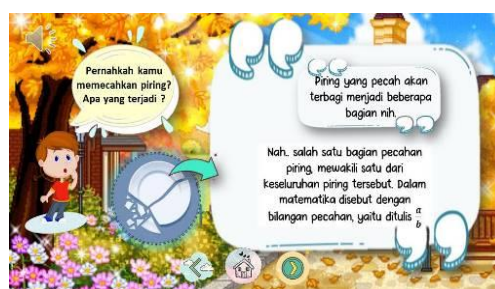 Pernahkah kamu
memecahkan piring?
Apa yang terjadi ?
Piring yang pecah akan
terbagi menjadi beberapa
bagian nih..
Nah.. salah satu bagian pecahan
piring, mewakili satu dari
keseluruhan piring tersebut. Dalam
matematika disebut dengan
bilangan pecahan, yaitu ditulis a/b